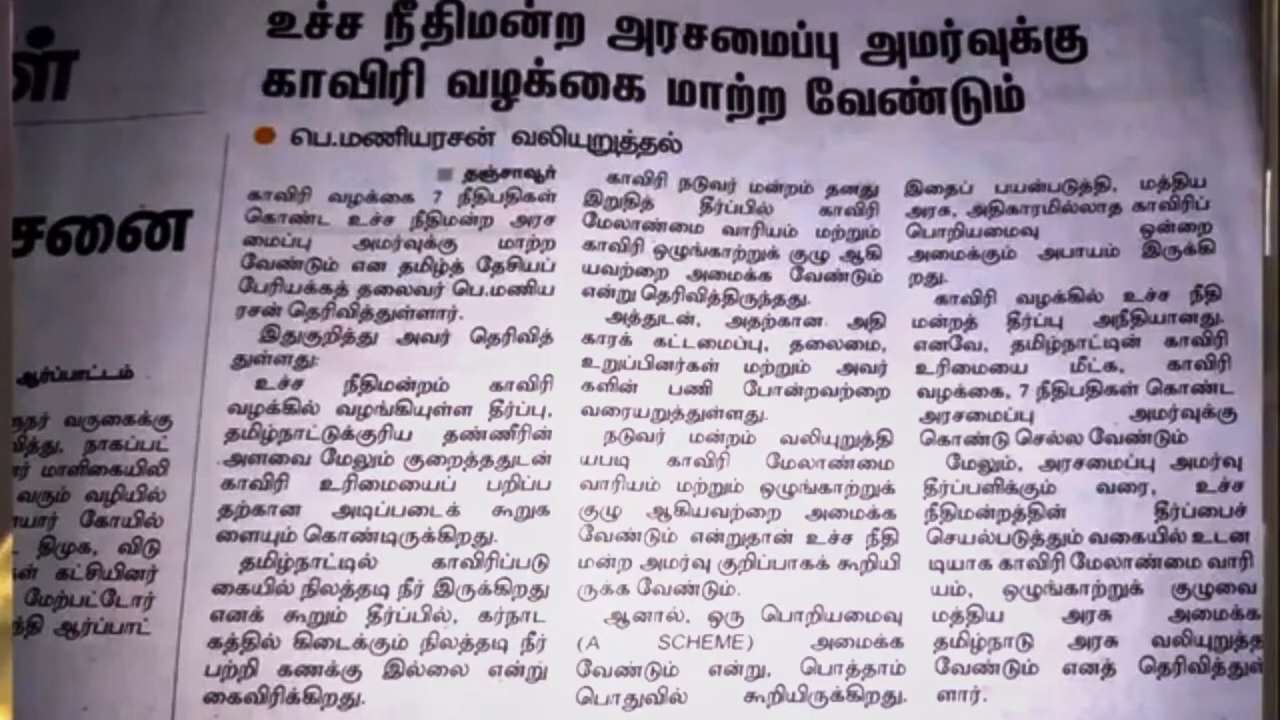 உச்ச நீதிமன்ற அரசமைப்பு அமர்வுக்கு
காவிரி வழக்கை மாற்ற வேண்டும்
பெ.மணியரசன் வலியுறுத்தல்
தஞ்சாவூர்
காவிரி வழக்கை 7 நீதிபதிகள்
கொண்ட உச்ச நீதிமன்ற அரச
மைப்பு அமர்வுக்கு மாற்ற
வேண்டும் என தமிழ்த் தேசியப்
பேரியக்கத் தலைவர் பெ.மணிய
ரசன் தெரிவித்துள்ளார்.
இதுகுறித்து அவர் தெரிவித்
துள்ளது:
உச்ச நீதிமன்றம் காவிரி
வழக்கில் வழங்கியுள்ள தீர்ப்பு,
தமிழ்நாட்டுக்குரிய தண்ணீரின்
அளவை மேலும் குறைத்ததுடன்
காவிரி உரிமையைப் பறிப்ப
தற்கான அடிப்படைக் கூறுக
ளையும் கொண்டிருக்கிறது.
தமிழ்நாட்டில் காவிரிப்படு
கையில் நிலத்தடி நீர் இருக்கிறது
எனக் கூறும் தீர்ப்பில், கர்நாட
கத்தில் கிடைக்கும் நிலத்தடி நீர்
பற்றி கணக்கு இல்லை என்று
கைவிரிக்கிறது.
காவிரி நடுவர் மன்றம் தனது
இறுதித் தீர்ப்பில் காவிரி
மேலாண்மை வாரியம் மற்றும்
காவிரி ஒழுங்காற்றுக் குழு ஆகி
யவற்றை அமைக்க வேண்டும்
என்று தெரிவித்திருந்தது.
அத்துடன், அதற்கான அதி
காரக் கட்டமைப்பு, தலைமை,
உறுப்பினர்கள் மற்றும் அவர்
களின் பணி போன்றவற்றை
வரையறுத்துள்ளது.
நடுவர் மன்றம் வலியுறுத்தி
யபடி காவிரி மேலாண்மை
வாரியம் மற்றும் ஒழுங்காற்றுக்
குழு ஆகியவற்றை அமைக்க
வேண்டும் என்றுதான் உச்ச நீதி
மன்ற அமர்வு குறிப்பாகக் கூறியி
ருக்க வேண்டும்.
ஆனால், ஒரு பொறியமைவு
(A SCHEME) அமைக்க
வேண்டும் என்று, பொத்தாம்
பொதுவில் கூறியிருக்கிறது.
இதைப் பயன்படுத்தி, மத்திய
அரசு, அதிகாரமில்லாத காவிரிப்
பொறியமைவு ஒன்றை
அமைக்கும் அபாயம் இருக்கி
றது.
காவிரி வழக்கில் உச்ச நீதி
மன்றத் தீர்ப்பு அநீதியானது.
எனவே, தமிழ்நாட்டின் காவிரி
உரிமையை மீட்க, காவிரி
வழக்கை, 7 நீதிபதிகள் கொண்ட
அரசமைப்பு அமர்வுக்கு
கொண்டு செல்ல வேண்டும்
மேலும், அரசமைப்பு அமர்வு
தீர்ப்பளிக்கும் வரை, உச்ச
நீதிமன்றத்தின் தீர்ப்பைச்
செயல்படுத்தும் வகையில் உடன
டியாக காவிரி மேலாண்மை வாரி
யம், ஒழுங்காற்றுக் குழுவை
மத்திய அரசு அமைக்க
தமிழ்நாடு அரசு வலியுறுத்த
வேண்டும் எனத் தெரிவித்துள்
ளார்.
சனை
ஆர்ப்பாட்டம்
வருகைக்கு
நாகப்பட்
மாளிகையிலி
வரும் வழியில்
கோயில்
திமுக, விடு
கட்சியினர்
மேற்பட்டோர்
ஆர்ப்பாட்